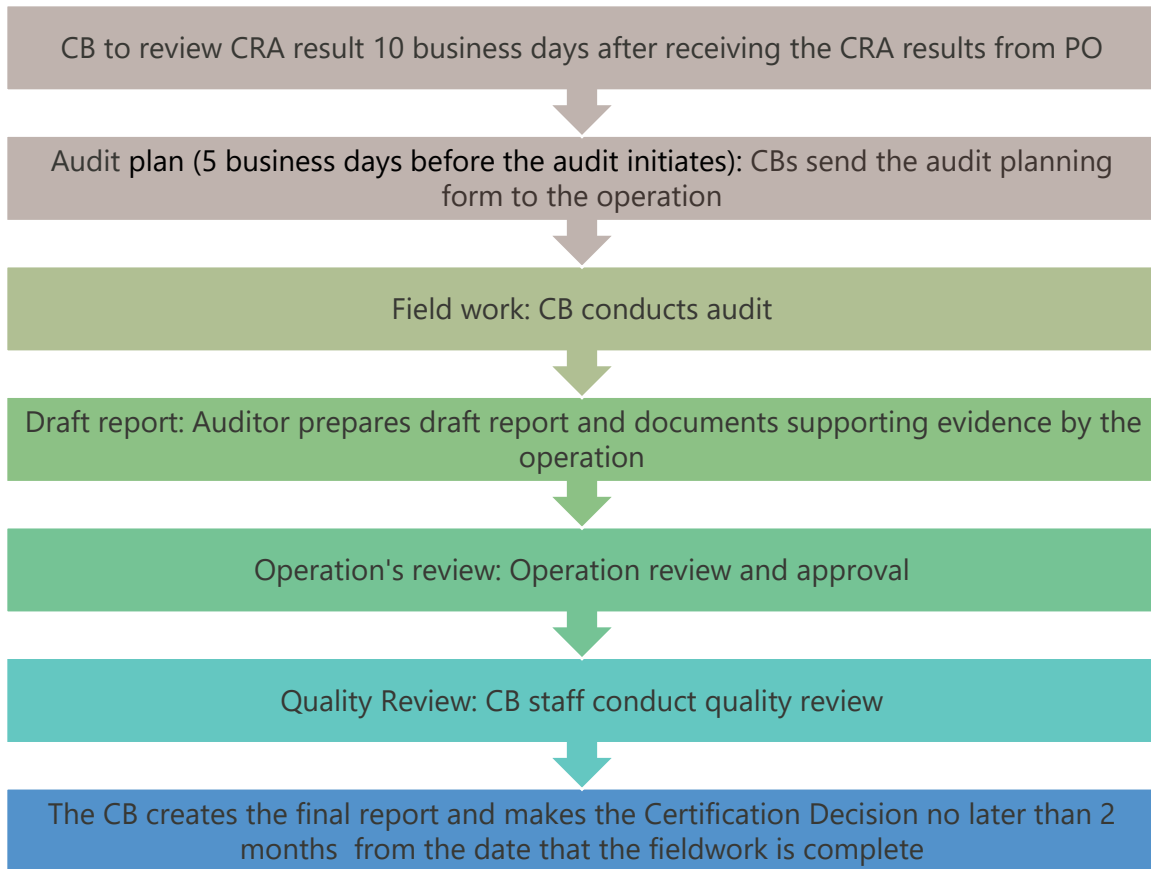 CB to review CRA result 10 business days after receiving the CRA results from PO
Audit plan (5 business days before the audit initiates): CBs send the audit planning
form to the operation
Field work: CB conducts audit
Draft report: Auditor prepares draft report and documents supporting evidence by the
operation
Operation's review: Operation review and approval
Quality Review: CB staff conduct quality review
The CB creates the final report and makes the Certification Decision no later than 2
months  from the date that the fieldwork is complete